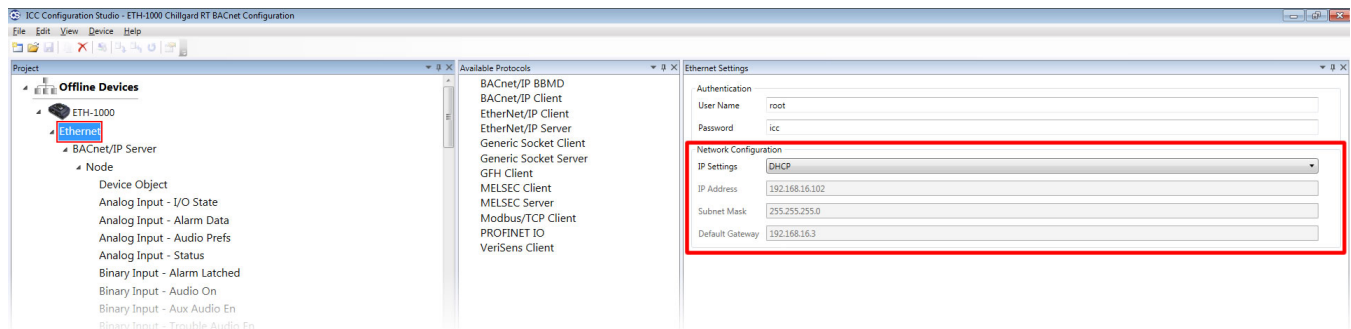 ICC Configuration Studio - ETH-1000 Chillgard RT BACnet Configuration
File Edit View Device Help
Project
Offline Devices
ETH-1000
Ethernet
BACnet/IP Server
Node
Device Object
Analog Input - I/O State
Analog Input - Alarm Data
Analog Input - Audio Prefs
Analog Input - Status
Binary Input - Alarm Latched
Binary Input - Audio On
Binary Input - Aux Audio En
Binary Input - Trouble Audio En
Available Protocols
BACnet/IP BBMD
BACnet/IP Client
EtherNet/IP Client
EtherNet/IP Server
Generic Socket Client
Generic Socket Server
GFH Client
MELSEC Client
MELSEC Server
Modbus/TCP Client
PROFINET IO
VeriSens Client
Ethernet Settings
Authentication
User Name root
Password icc
Network Configuration
IP Settings DHCP
IP Address 192.168.16.102
Subnet Mask 255.255.255.0
Default Gateway 192.168.16.3